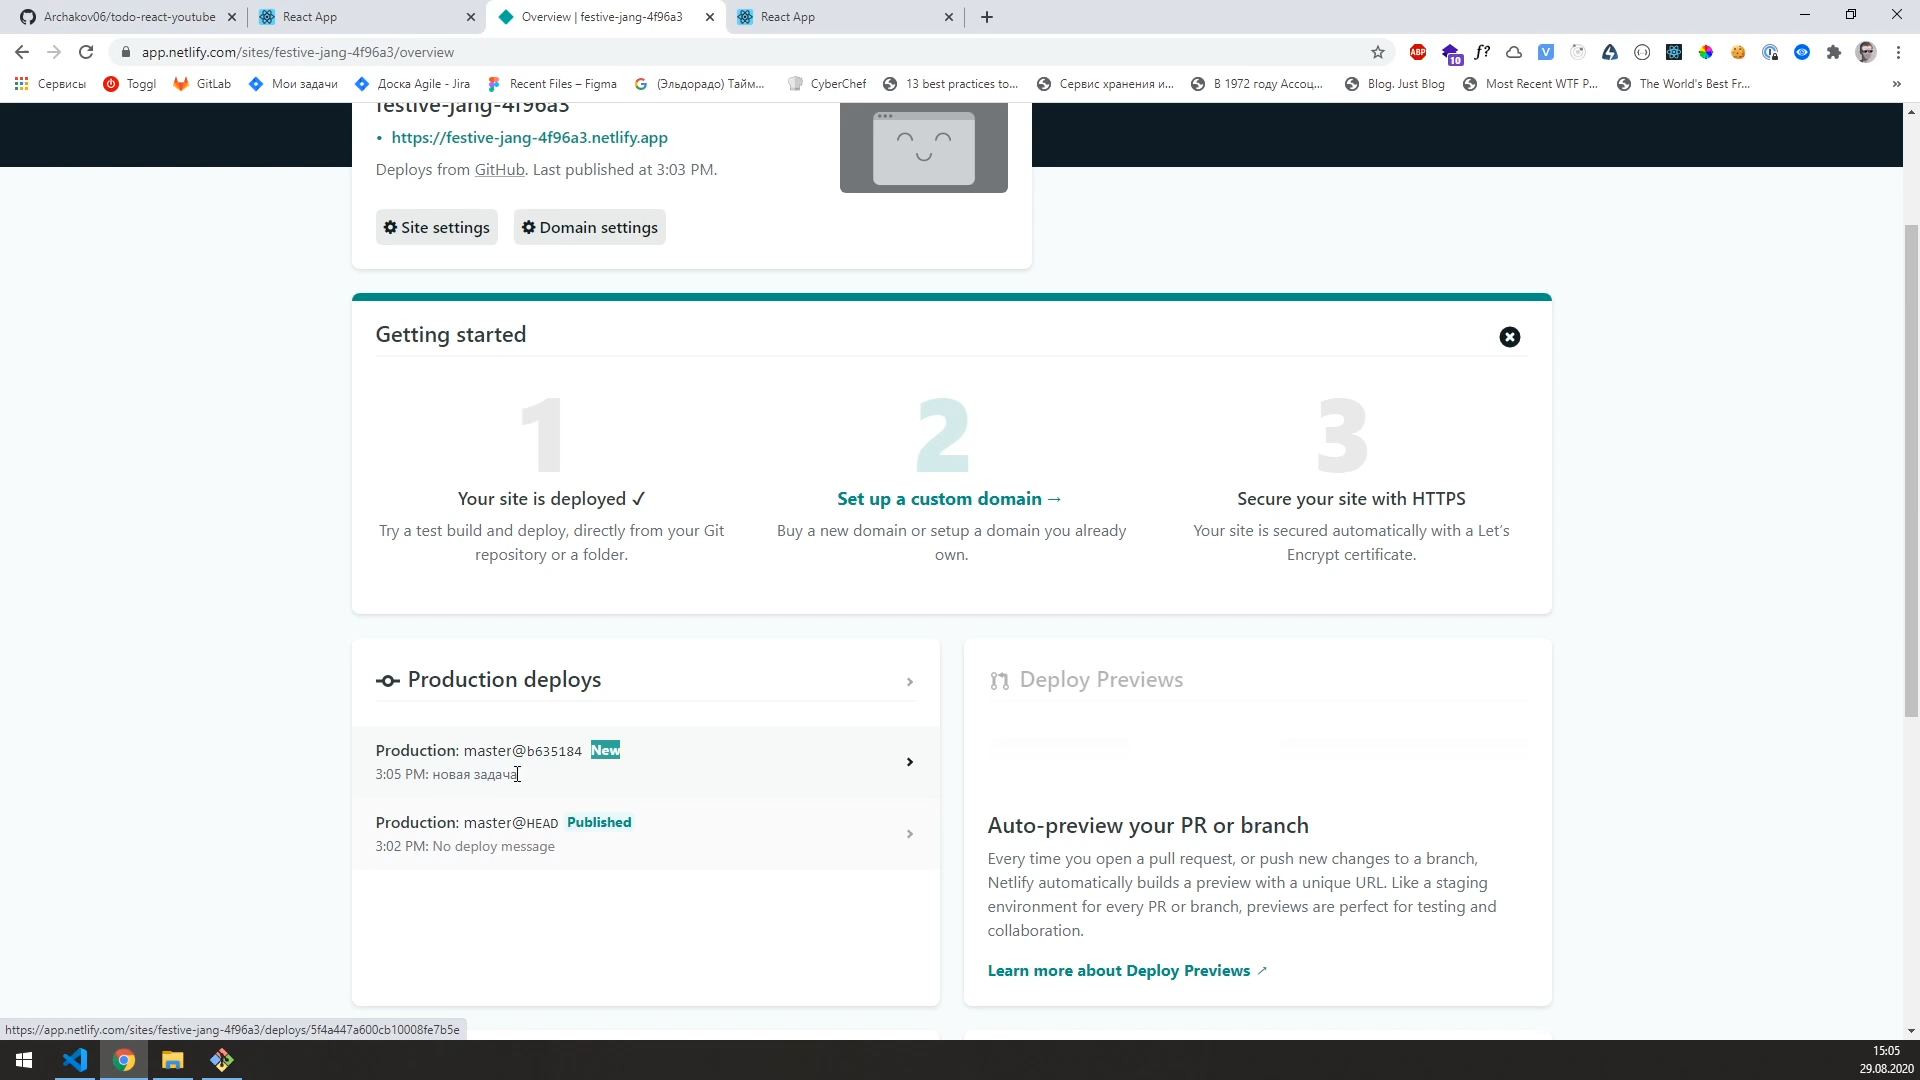 Archakov06/todo-react-youtube
React App
Overview | festive-jang-4f96a3
React App
app.netlify.com/sites/festive-jang-4f96a3/overview
ABP
10
f?
V
Сервисы
Toggl
GitLab
Мои задачи
Доска Agile - Jira
Recent Files – Figma
(Эльдорадо) Тайм...
CyberChef
13 best practices to...
Сервис хранения и...
В 1972 году Ассоц...
Blog. Just Blog
Most Recent WTF P...
The World's Best Fr...
»
festive-jang-4f96a3
• https://festive-jang-4f96a3.netlify.app
Deploys from GitHub. Last published at 3:03 PM.
Site settings
Domain settings
Getting started
1
Your site is deployed ✓
Try a test build and deploy, directly from your Git
repository or a folder.
2
Set up a custom domain →
Buy a new domain or setup a domain you already
own.
3
Secure your site with HTTPS
Your site is secured automatically with a Let's
Encrypt certificate.
Production deploys
Production: master@b635184 New
3:05 PM: новая задача
Production: master@HEAD Published
3:02 PM: No deploy message
Deploy Previews
Auto-preview your PR or branch
Every time you open a pull request, or push new changes to a branch,
Netlify automatically builds a preview with a unique URL. Like a staging
environment for every PR or branch, previews are perfect for testing and
collaboration.
Learn more about Deploy Previews ↗
https://app.netlify.com/sites/festive-jang-4f96a3/deploys/5f4a447a600cb10008fe7b5e
15:05
29.08.2020